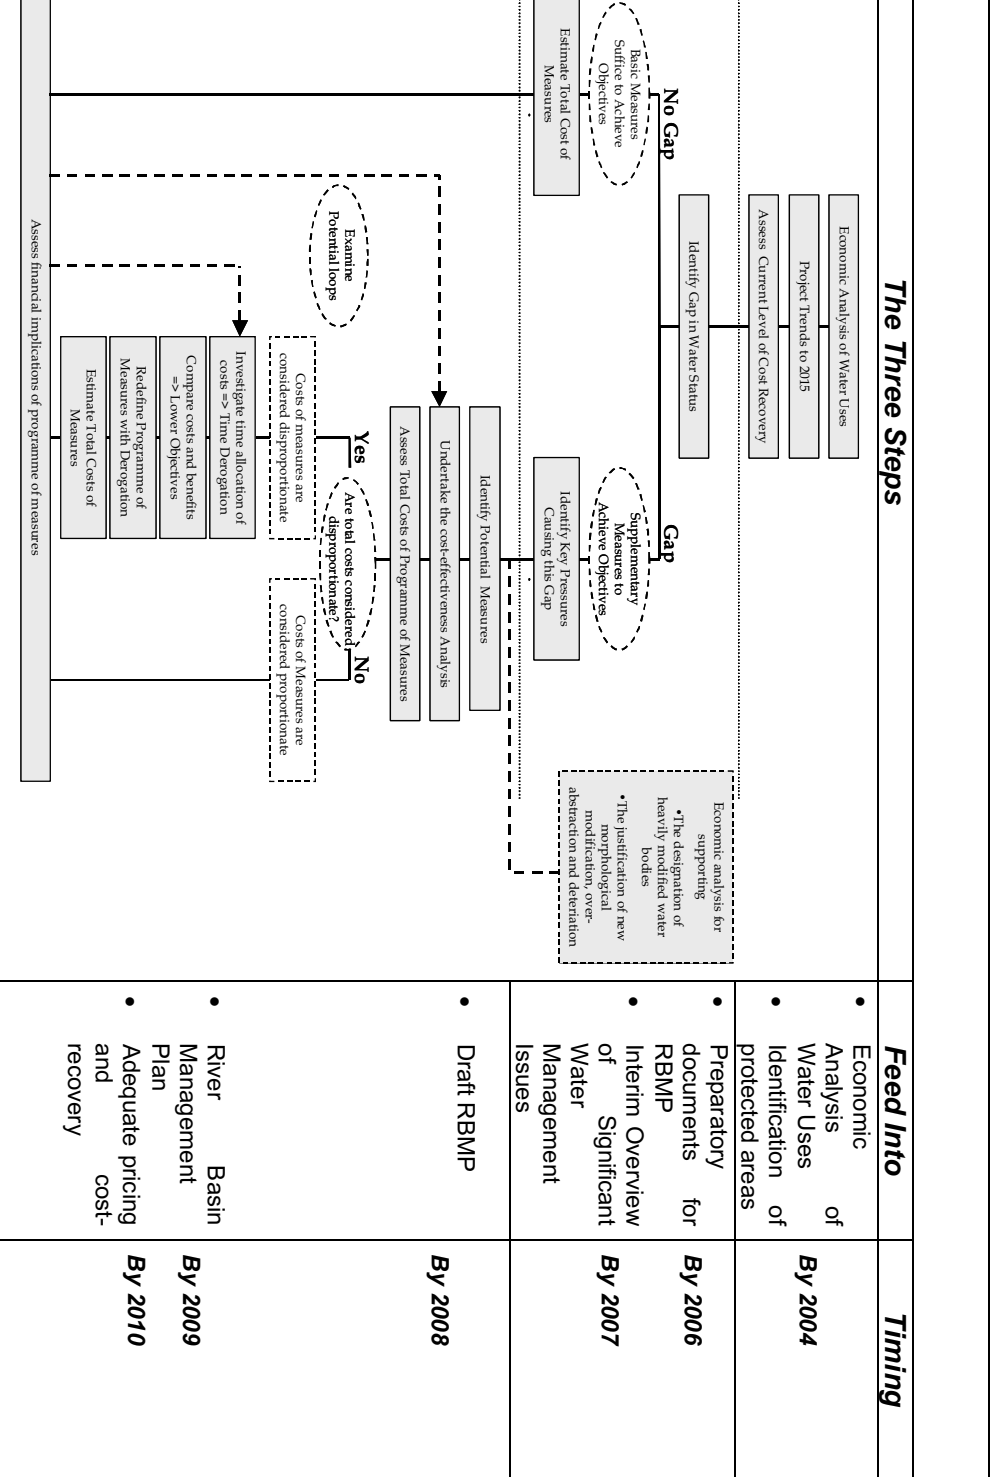 The Three Steps
Feed Into
Timing
Economic Analysis of Water Uses
Project Trends to 2015
Assess Current Level of Cost Recovery
Identify Gap in Water Status
No Gap
Gap
Basic Measures
Suffice to Achieve
Objectives
Supplementary
Measures to
Achieve Objectives
Estimate Total Cost of
Measures
Identify Key Pressures
Causing this Gap
Economic analysis for
supporting
•The designation of
heavily modified water
bodies
•The justification of new
morphological
modification, over-
abstraction and deteriation
Identify Potential Measures
Undertake the cost-effectiveness Analysis
Assess Total Costs of Programme of Measures
Yes
Are total costs considered
disproportionate?
No
Examine
Potential loops
Costs of measures are
considered disproportionate
Costs of Measures are
considered proportionate
Investigate time allocation of
costs => Time Derogation
Compare costs and benefits
=> Lower Objectives
Redefine Programme of
Measures with Derogation
Estimate Total Costs of
Measures
Assess financial implications of programme of measures
• Economic
Analysis of
Water Uses
• Identification of
protected areas
By 2004
• Preparatory
documents for
RBMP
• Interim Overview
of Significant
Water
Management
Issues
By 2006
By 2007
• Draft RBMP
By 2008
• River Basin
Management
Plan
• Adequate pricing
and cost-
recovery
By 2009
By 2010